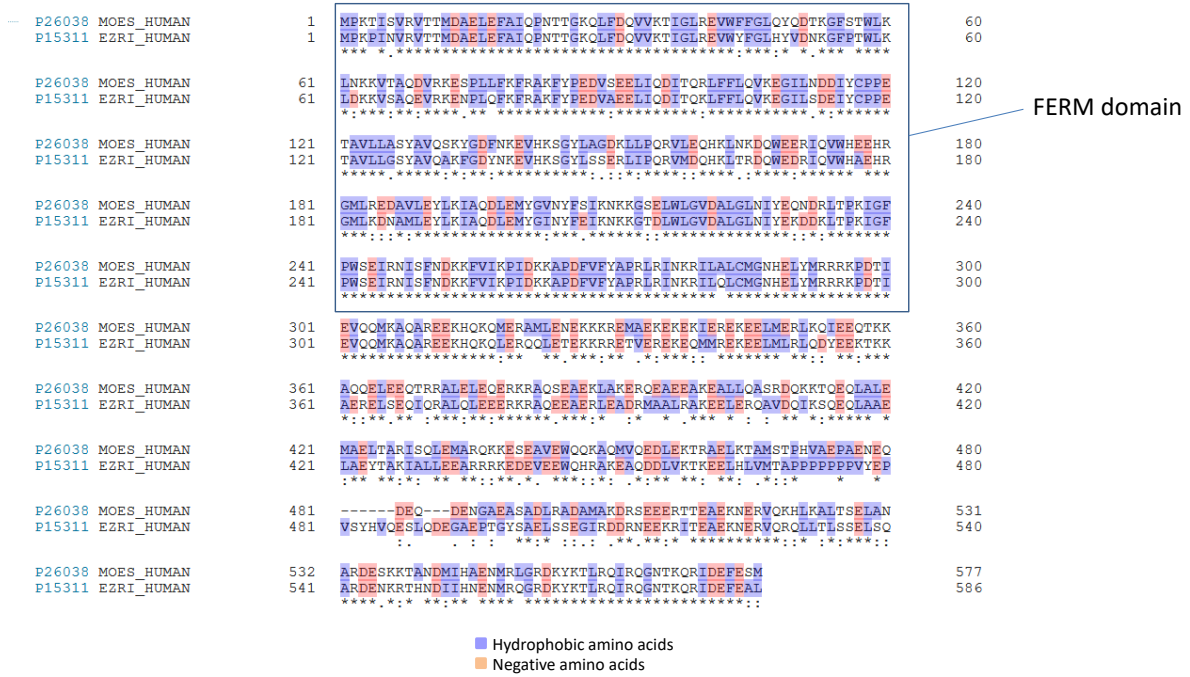 P26038 MOES_HUMAN 1 MPKTISVRVTTMDAELEFAIQPNTTGKQLFDQVVKTIGLREVWFFGLQYQDTKGFSTWLK 60
P15311 EZRI_HUMAN 1 MPKPINVRVTTMDAELEFAIQPNTTGKQLFDQVVKTIGLREVWYFGLHYVDNKGFPTWLK 60
*** *.*************************************:***:* *.*** ****
P26038 MOES_HUMAN 61 LNKKVTAQDVRKESPLLFKFRAKFYPEDVSEELIQDITQRLFFLQVKEGILNDDIYCPPE 120
P15311 EZRI_HUMAN 61 LDKKVSAQEVRKENPLQFKFRAKFYPEDVAEELIQDITQKLFFLQVKEGILSDEIYCPPE 120
*:***:**:****.** ************:*********:***********.*:******
FERM domain
P26038 MOES_HUMAN 121 TAVLLASYAVQSKYGDFNKEVHKSGYLAGDKLLPQRVLEQHKLNKDQWEERIQVWHEEHR 180
P15311 EZRI_HUMAN 121 TAVLLGSYAVQAKFGDYNKEVHKSGYLSSERLIPQRVMDQHKLTRDQWEDRIQVWHAEHR 180
*****.*****:*:**:**********:.::*:****::****.:****:****** ***
P26038 MOES_HUMAN 181 GMLREDAVLEYLKIAQDLEMYGVNYFSIKNKKGSELWLGVDALGLNIYEQNDRLTPKIGF 240
P15311 EZRI_HUMAN 181 GMLKDNAMLEYLKIAQDLEMYGINYFEIKNKKGTDLWLGVDALGLNIYEKDDKLTPKIGF 240
***:::*:**************:***.******::**************::*:*******
P26038 MOES_HUMAN 241 PWSEIRNISFNDKKFVIKPIDKKAPDFVFYAPRLRINKRILALCMGNHELYMRRRKPDTI 300
P15311 EZRI_HUMAN 241 PWSEIRNISFNDKKFVIKPIDKKAPDFVFYAPRLRINKRILQLCMGNHELYMRRRKPDTI 300
***************************************** ******************
P26038 MOES_HUMAN 301 EVQQMKAQAREEKHQKQMERAMLENEKKKREMAEKEKEKIEREKEELMERLKQIEEQTKK 360
P15311 EZRI_HUMAN 301 EVQQMKAQAREEKHQKQLERQQLETEKKRRETVEREKEQMMREKEELMLRLQDYEEKTKK 360
*****************:**  **.***:** .*:***:: ******* **:: **:***
P26038 MOES_HUMAN 361 AQQELEEQTRRALELEQERKRAQSEAEKLAKERQEAEEAKEALLQASRDQKKTQEQLALE 420
P15311 EZRI_HUMAN 361 AERELSEQIQRALQLEEERKRAQEEAERLEADRMAALRAKEELERQAVDQIKSQEQLAAE 420
*::**.** :***:**:******.***:*  :*  * .*** * : : ** *:***** *
P26038 MOES_HUMAN 421 MAELTARISQLEMARQKKESEAVEWQQKAQMVQEDLEKTRAELKTAMSTPHVAEPAENEQ 480
P15311 EZRI_HUMAN 421 LAEYTAKIALLEEARRRKEDEVEEWQHRAKEAQDDLVKTKEELHLVMTAPPPPPPPVYEP 480
:** **:*: ** **::**.*. ***::*: .*:** **: **: .*::*    *   *
P26038 MOES_HUMAN 481 ------DEQ---DENGAEASADLRADAMAKDRSEEERTTEAEKNERVQKHLKALTSELAN 531
P15311 EZRI_HUMAN 481 VSYHVQESLQDEGAEPTGYSAELSSEGIRDDRNEEKRITEAEKNERVQRQLLTLSSELSQ 540
:.   . : :  **:* ::.: .**.**:* **********::* :*:***::
P26038 MOES_HUMAN 532 ARDESKKTANDMIHAENMRLGRDKYKTLRQIRQGNTKQRIDEFESM 577
P15311 EZRI_HUMAN 541 ARDENKRTHNDIIHNENMRQGRDKYKTLRQIRQGNTKQRIDEFEAL 586
****.*:* **:** **** ************************::
Hydrophobic amino acids
Negative amino acids